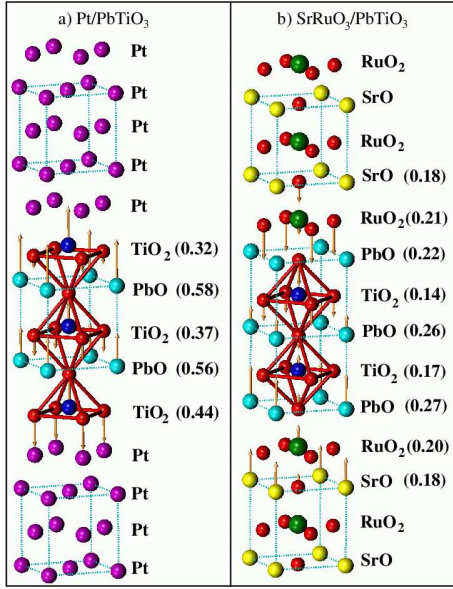 a) Pt/PbTiO₃
Pt
Pt
Pt
Pt
Pt
TiO₂ (0.32)
PbO (0.58)
TiO₂ (0.37)
PbO (0.56)
TiO₂ (0.44)
Pt
Pt
Pt
Pt
b) SrRuO₃/PbTiO₃
RuO₂
SrO
RuO₂
SrO (0.18)
RuO₂(0.21)
PbO (0.22)
TiO₂ (0.14)
PbO (0.26)
TiO₂ (0.17)
PbO (0.27)
RuO₂(0.20)
SrO (0.18)
RuO₂
SrO